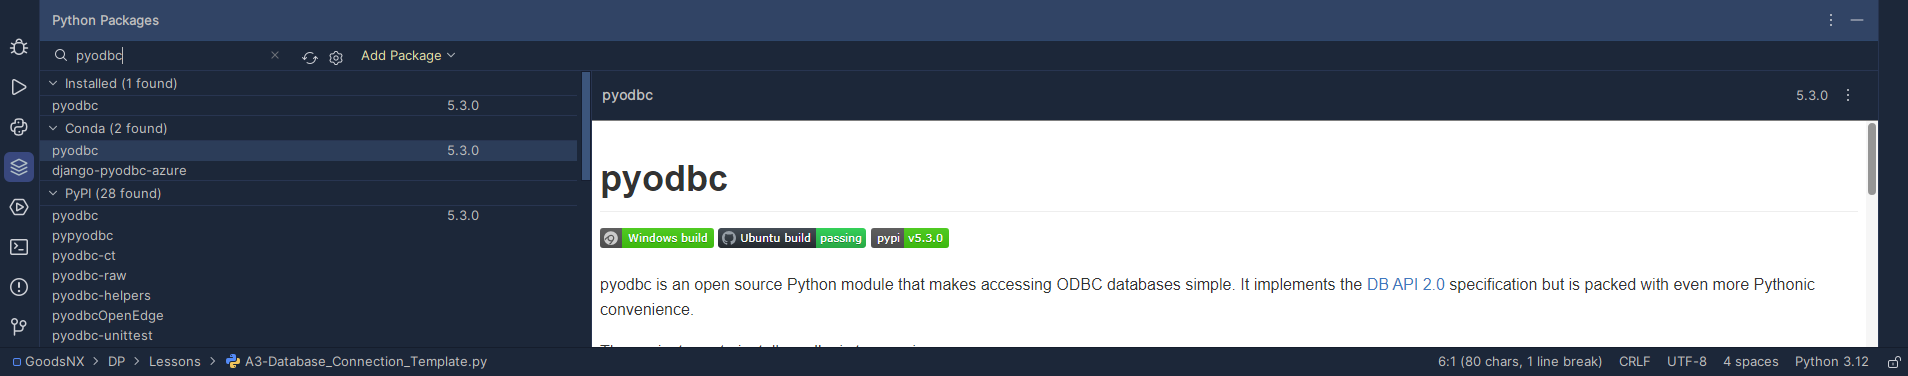 Python Packages
pyodbc
Add Package
Installed (1 found)
pyodbc 5.3.0
Conda (2 found)
pyodbc 5.3.0
django-pyodbc-azure
PyPI (28 found)
pyodbc 5.3.0
pypyodbc
pyodbc-ct
pyodbc-raw
pyodbc-helpers
pyodbcOpenEdge
pyodbc-unittest
pyodbc 5.3.0
pyodbc
Windows build Ubuntu build passing pypi v5.3.0
pyodbc is an open source Python module that makes accessing ODBC databases simple. It implements the DB API 2.0 specification but is packed with even more Pythonic
convenience.
GoodsNX > DP > Lessons > A3-Database_Connection_Template.py
6:1 (80 chars, 1 line break) CRLF UTF-8 4 spaces Python 3.12